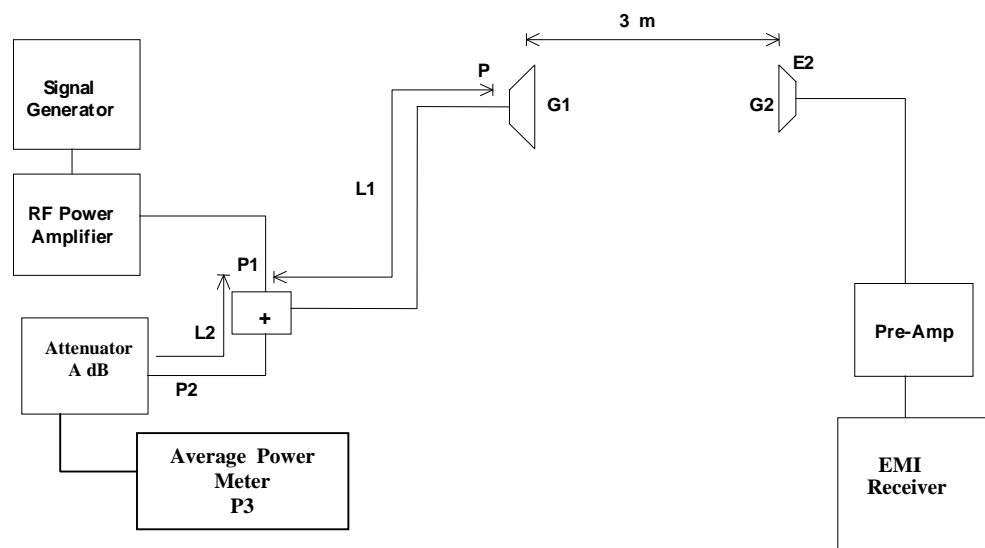 3 m
Signal
Generator
P
G1
E2
G2
L1
RF Power
Amplifier
P1
+
L2
Attenuator
A dB
P2
Pre-Amp
Average Power
Meter
P3
EMI
Receiver